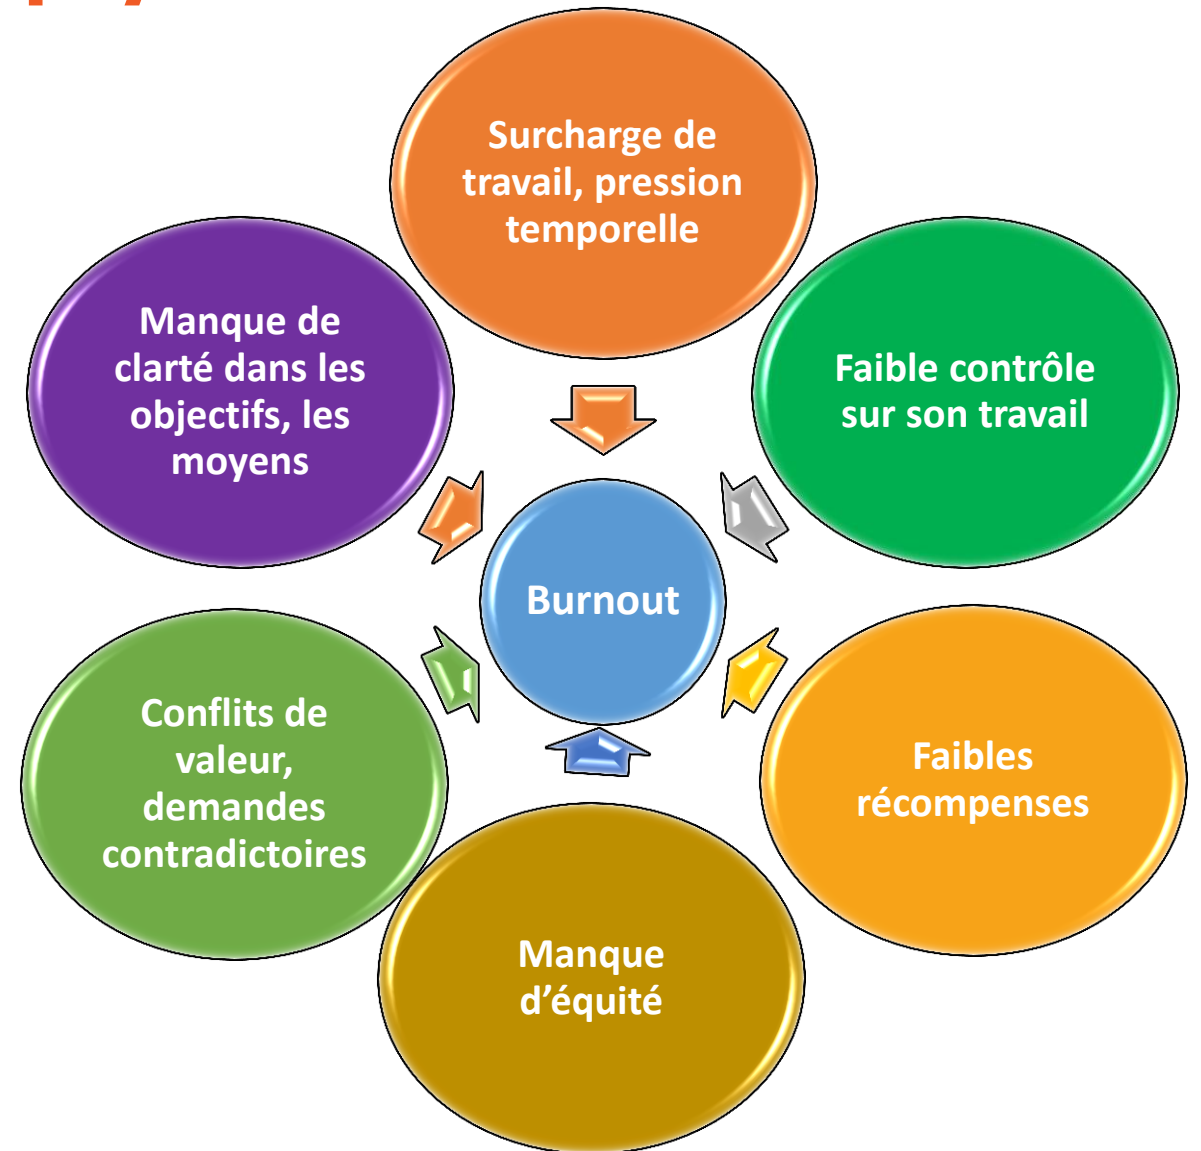 Surcharge de
travail, pression
temporelle
Manque de
clarté dans les
objectifs, les
moyens
Faible contrôle
sur son travail
Burnout
Conflits de
valeur,
demandes
contradictoires
Faibles
récompenses
Manque
d’équité